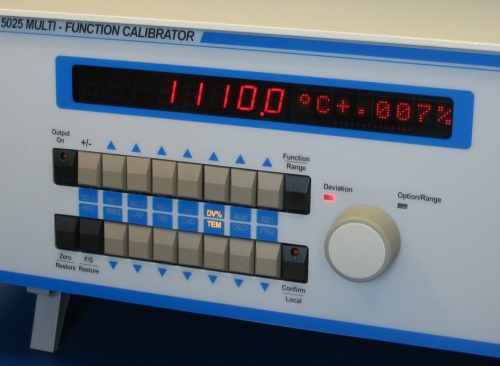 5025 MULTI - FUNCTION CALIBRATOR
1110.0 °C+.007%
Output
On
+/-
Function
Range
Deviation
Option/Range
DV%
TEM
Zero
Restore
F/S
Restore
Confirm
Local